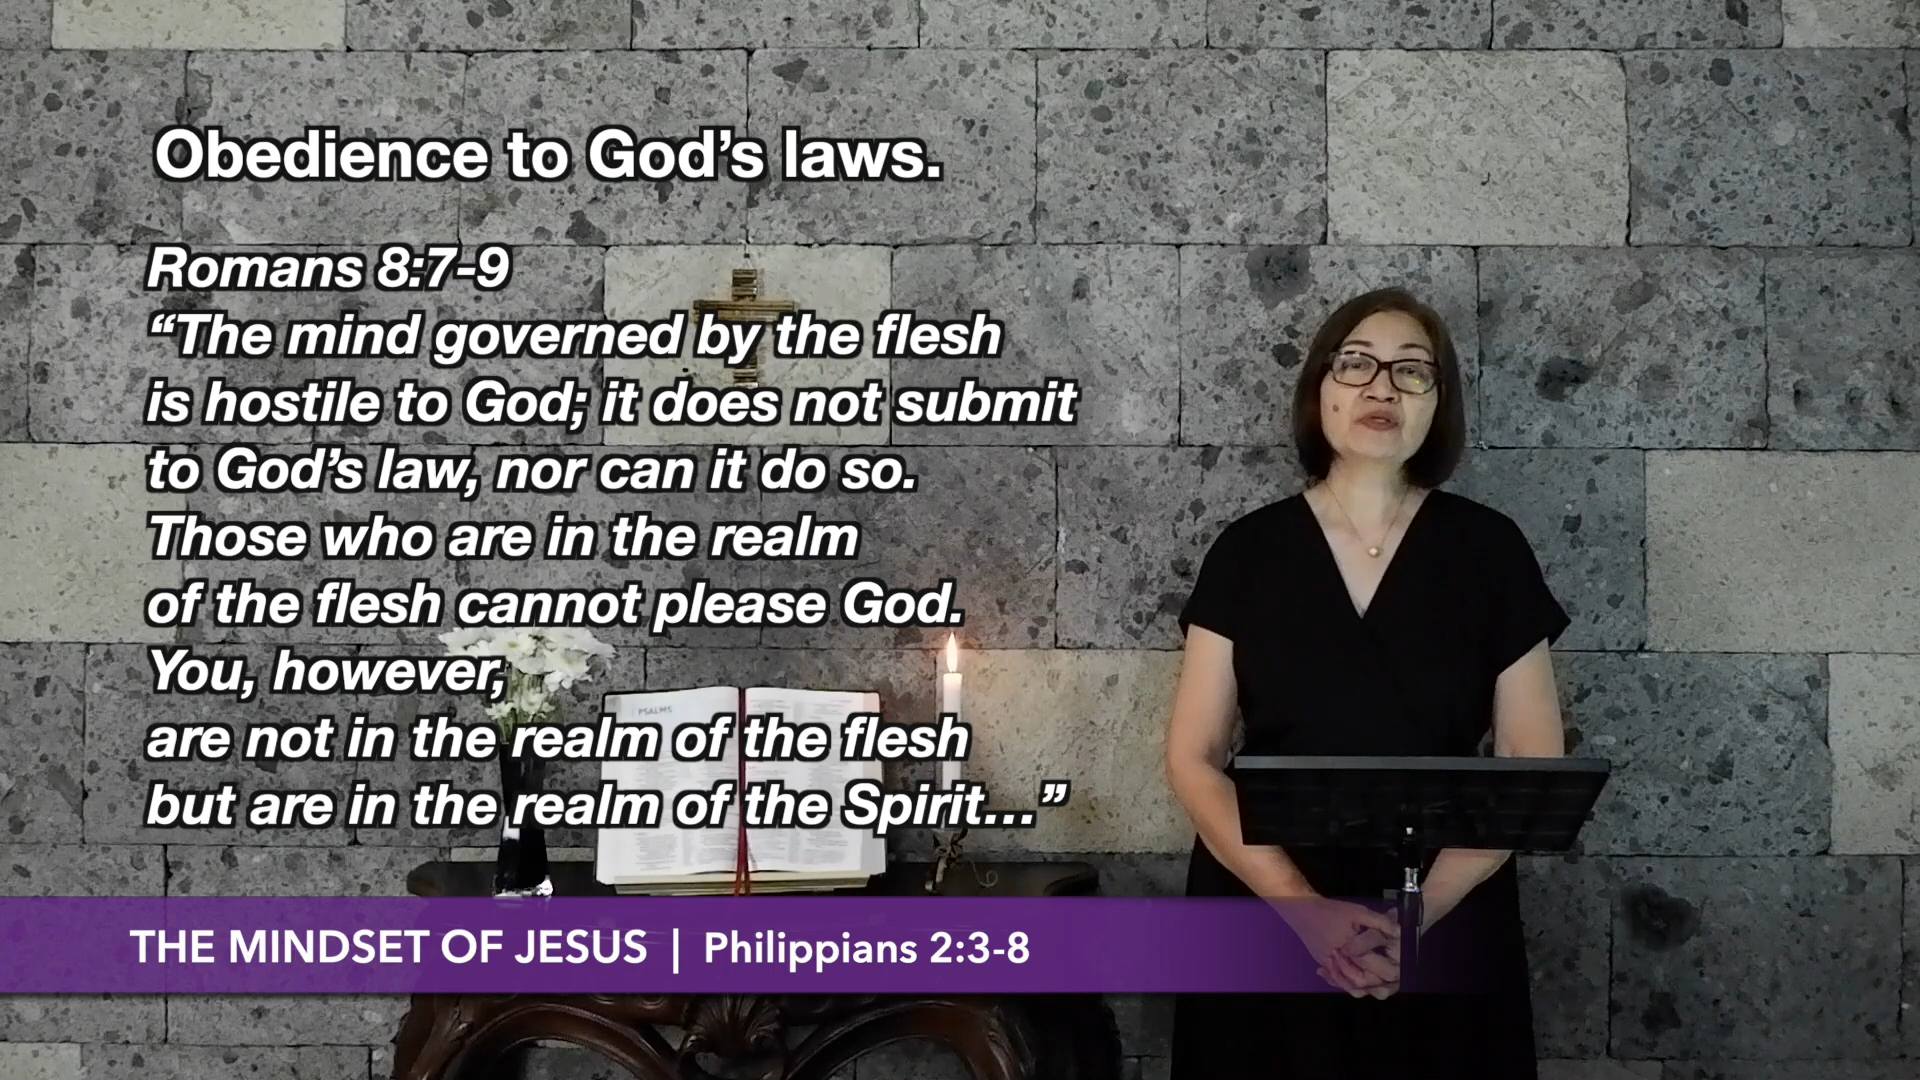 Obedience to God’s laws.
Romans 8:7-9
“The mind governed by the flesh
is hostile to God; it does not submit
to God’s law, nor can it do so.
Those who are in the realm
of the flesh cannot please God.
You, however,
are not in the realm of the flesh
but are in the realm of the Spirit...”
PSALMS
THE MINDSET OF JESUS | Philippians 2:3-8